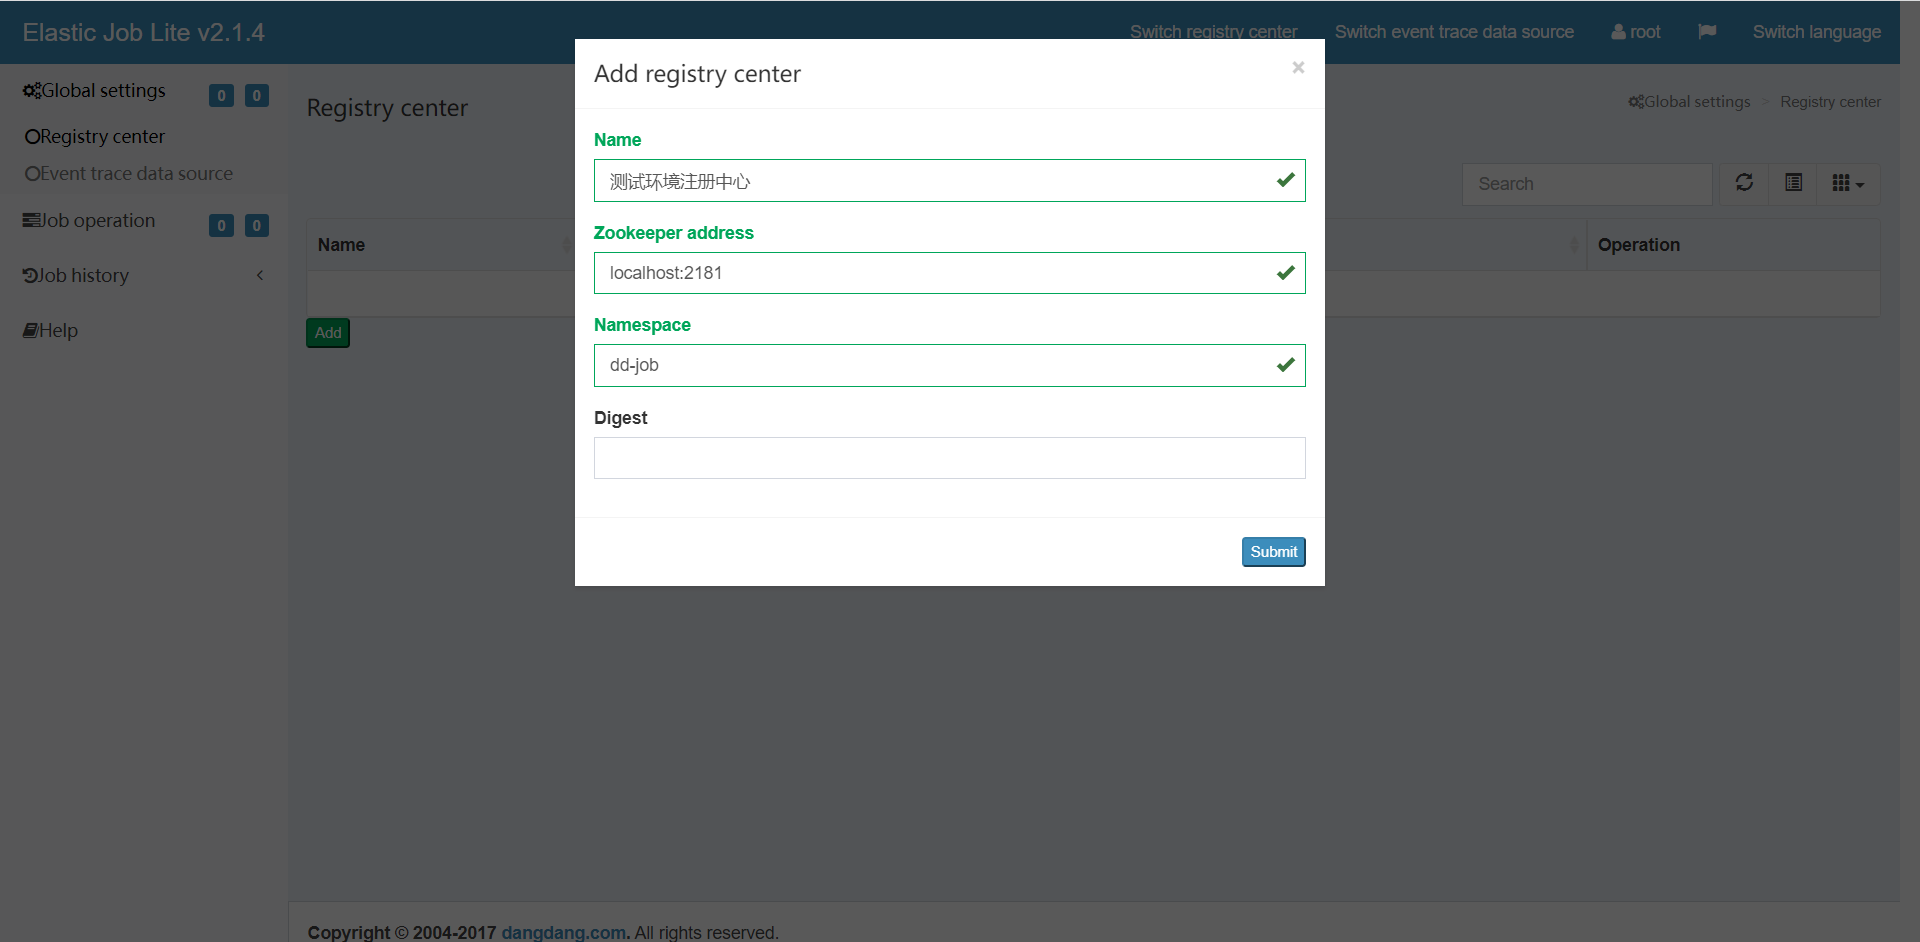 Elastic Job Lite v2.1.4
Switch registry center
Switch event trace data source
root
Switch language
Global settings
0
0
Registry center
Event trace data source
Job operation
0
0
Job history
Help
Registry center
Global settings > Registry center
Search
Name
Operation
Add
Add registry center
×
Name
测试环境注册中心
Zookeeper address
localhost:2181
Namespace
dd-job
Digest
Submit
Copyright © 2004-2017 dangdang.com. All rights reserved.